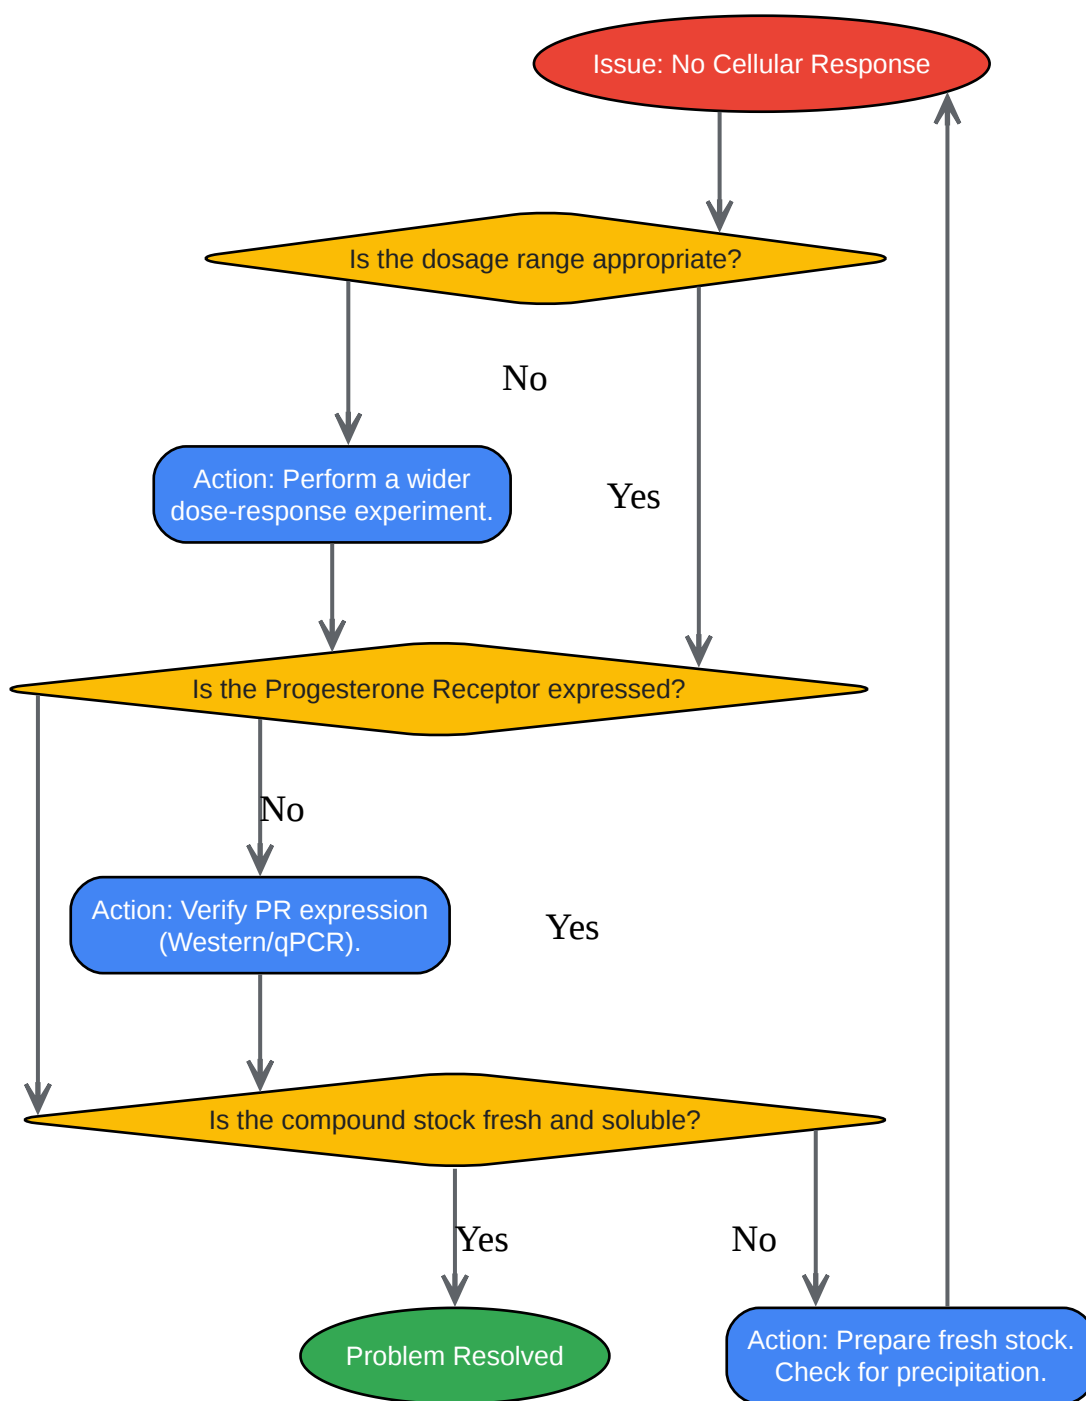 Issue: No Cellular Response
Is the dosage range appropriate?
No
Action: Perform a wider
dose-response experiment.
Yes
Is the Progesterone Receptor expressed?
No
Action: Verify PR expression
(Western/qPCR).
Yes
Is the compound stock fresh and soluble?
Yes
No
Problem Resolved
Action: Prepare fresh stock.
Check for precipitation.